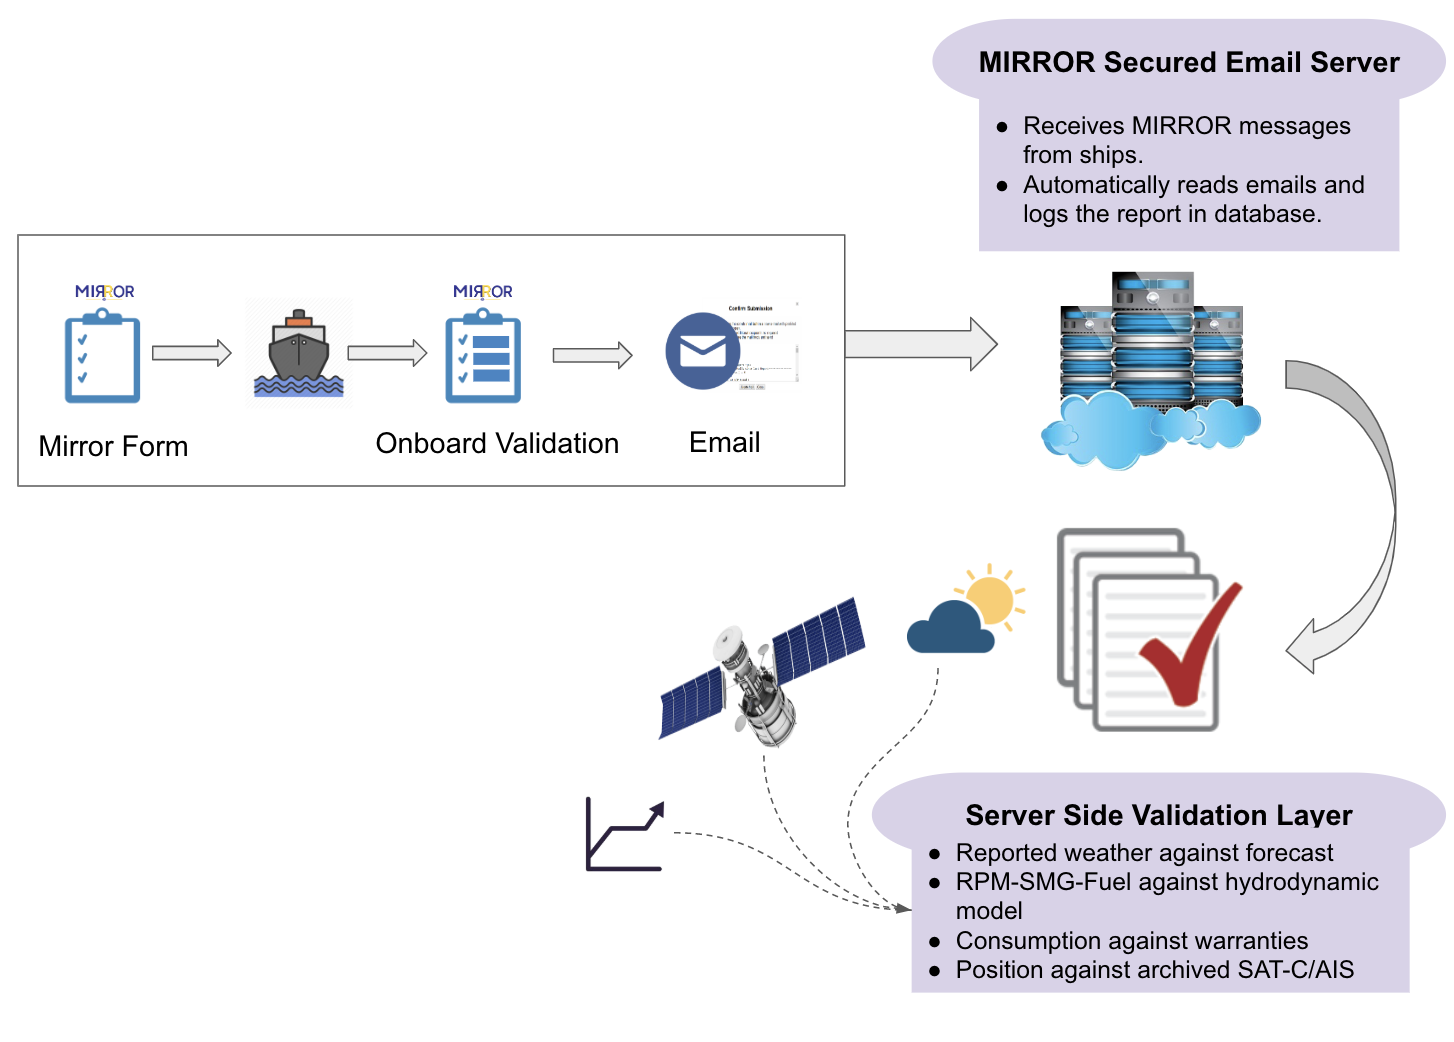 MIRROR Secured Email Server
● Receives MIRROR messages
from ships.
● Automatically reads emails and
logs the report in database.
MIRROR
MIRROR
Confirm Submission
Mirror Form
Onboard Validation
Email
Server Side Validation Layer
● Reported weather against forecast
● RPM-SMG-Fuel against hydrodynamic
model
● Consumption against warranties
● Position against archived SAT-C/AIS